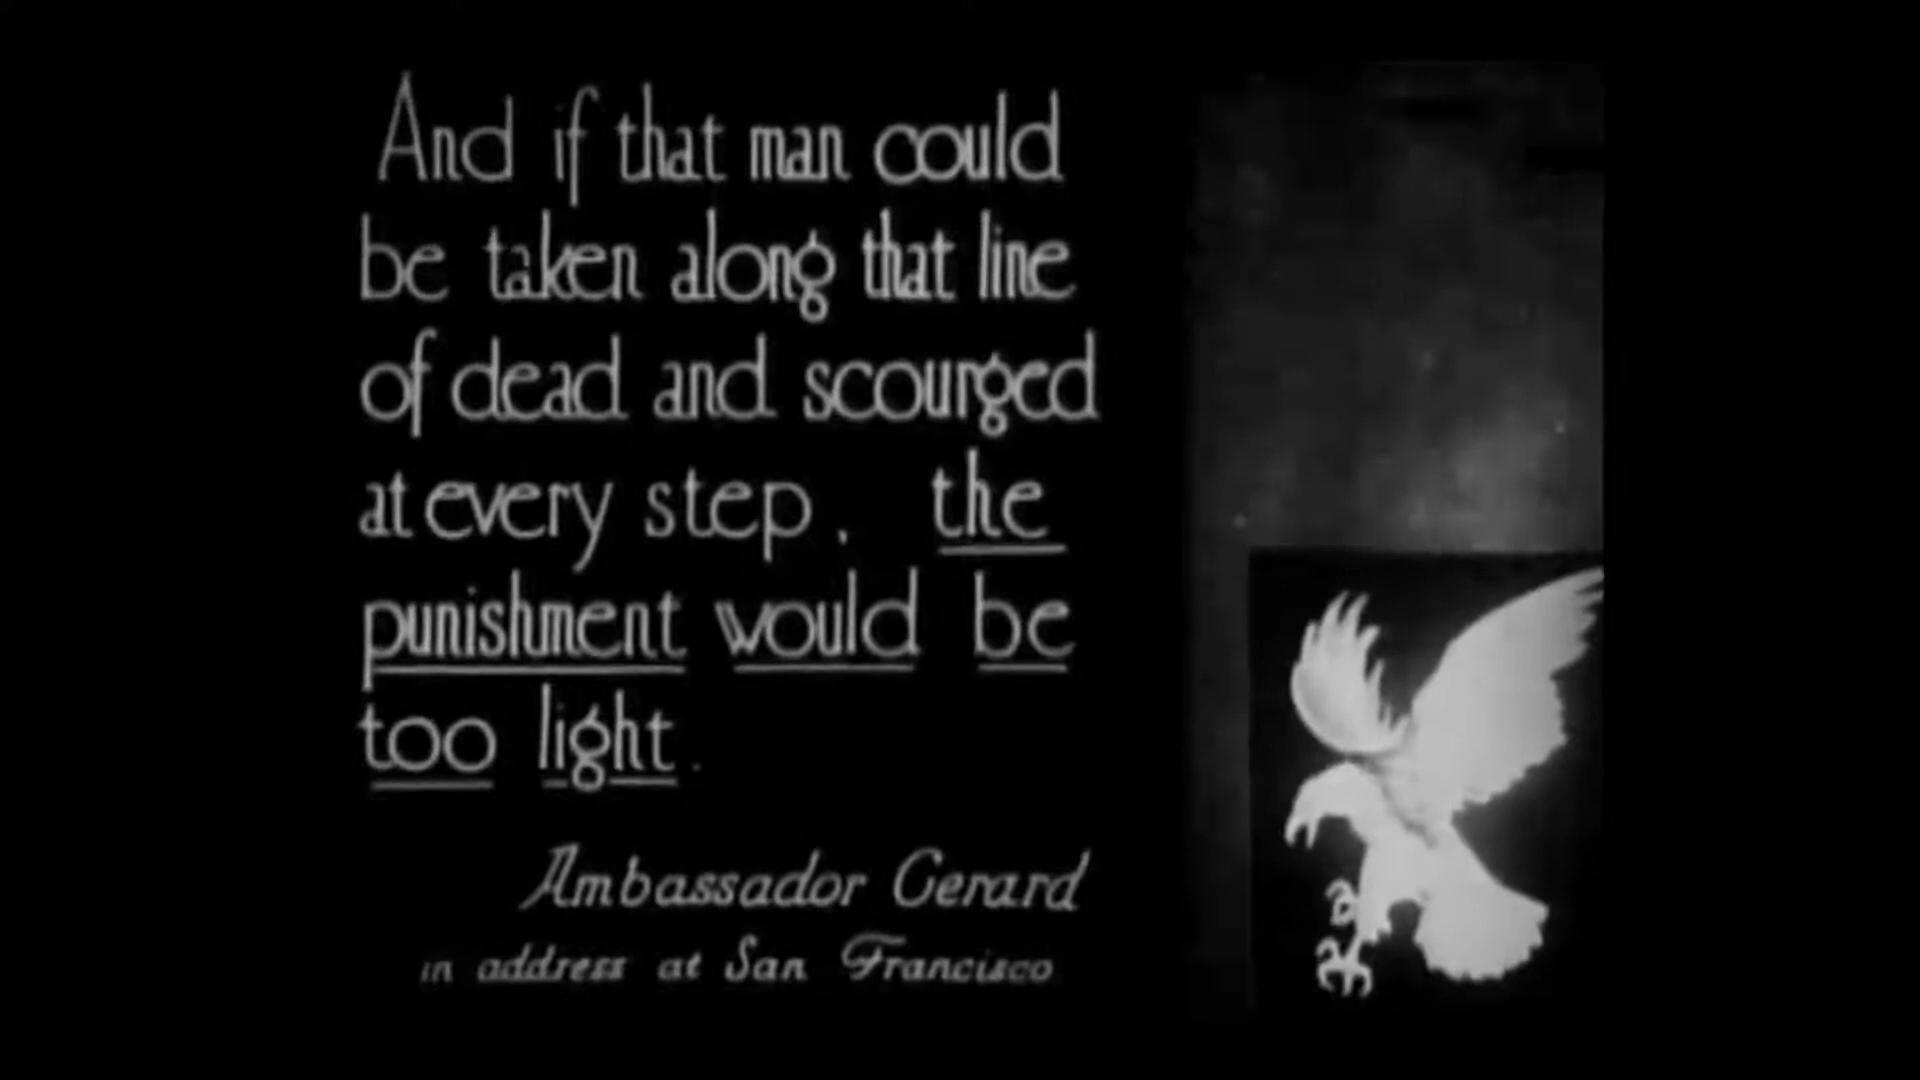 And if that man could
be taken along that line
of dead and scourged
at every step, the
punishment would be
too light.
Ambassador Gerard
in address at San Francisco